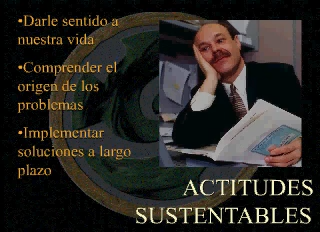 •Darle sentido a
nuestra vida
•Comprender el
origen de los
problemas
•Implementar
soluciones a largo
plazo
ACTITUDES
SUSTENTABLES